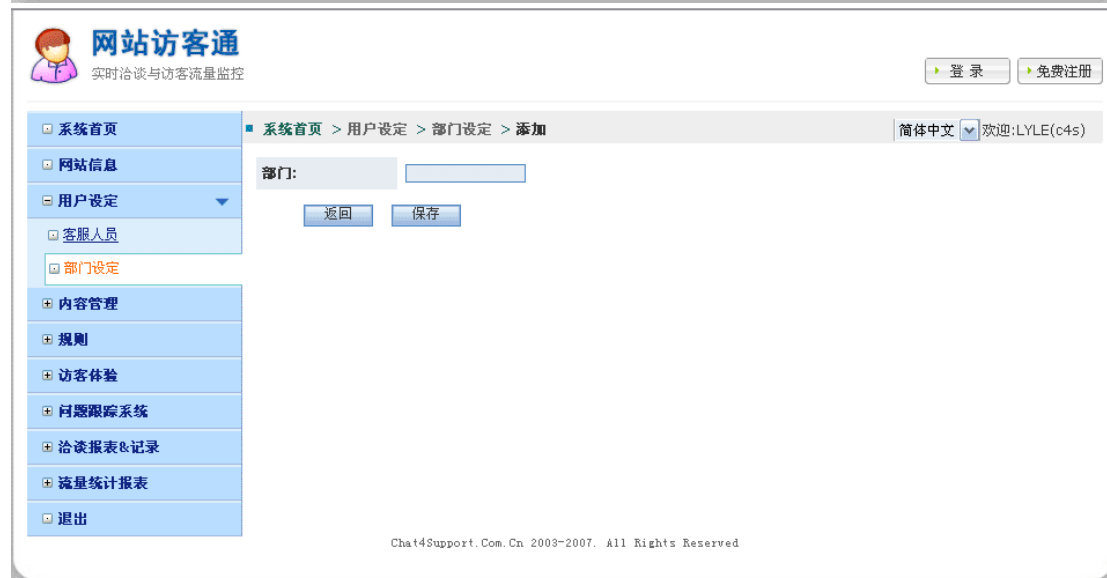 网站访客通
实时洽谈与访客流量监控
登 录
免费注册
系统首页
网站信息
用户设定
客服人员
部门设定
内容管理
规则
访客体验
问题跟踪系统
洽谈报表&记录
流量统计报表
退出
系统首页 >用户设定 >部门设定 >添加
简体中文 欢迎:LYLE(c4s)
部门:
返回 保存
Chat4Support.Com.Cn 2003-2007. All Rights Reserved